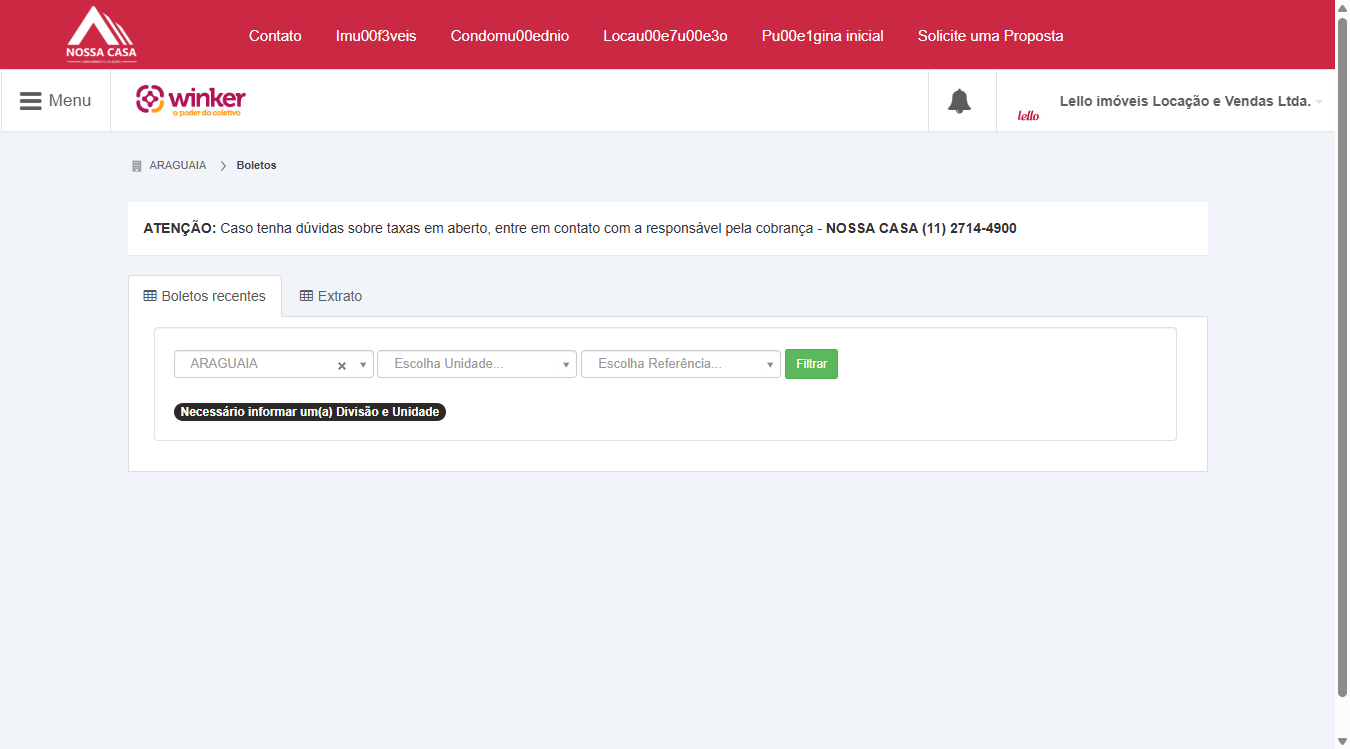 NOSSA CASA
Contato Imu00f3veis Condomu00ednio Locau00e7u00e3o Pu00e1gina inicial Solicite uma Proposta
Menu winker lello Lello imóveis Locação e Vendas Ltda.
o poder do coletivo
ARAGUAIA Boletos
ATENÇÃO: Caso tenha dúvidas sobre taxas em aberto, entre em contato com a responsável pela cobrança - NOSSA CASA (11) 2714-4900
Boletos recentes Extrato
ARAGUAIA × Escolha Unidade... Escolha Referência... Filtrar
Necessário informar um(a) Divisão e Unidade